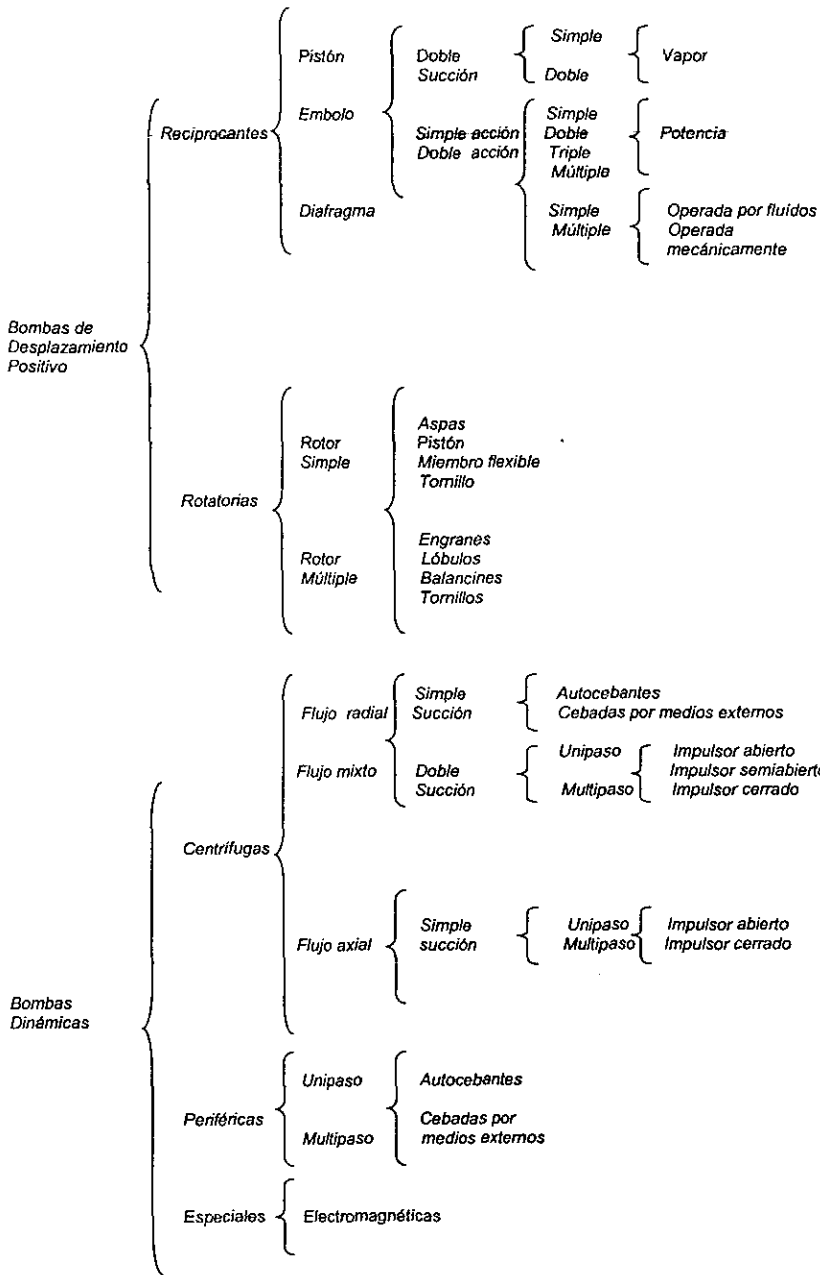 Bombas de
Desplazamiento
Positivo
Reciprocantes
Pistón
Embolo
Diafragma
Doble
Succión
Simple
Doble
Vapor
Simple acción
Doble acción
Simple
Doble
Triple
Múltiple
Potencia
Simple
Múltiple
Operada por fluídos
Operada
mecánicamente
Rotatorias
Rotor
Simple
Aspas
Pistón
Miembro flexible
Tornillo
Rotor
Múltiple
Engranes
Lóbulos
Balancines
Tornillos
Bombas
Dinámicas
Centrífugas
Flujo radial
Flujo mixto
Simple
Succión
Autocebantes
Cebadas por medios externos
Doble
Succión
Unipaso
Multipaso
Impulsor abierto
Impulsor semiabierto
Impulsor cerrado
Flujo axial
Simple
succión
Unipaso
Multipaso
Impulsor abierto
Impulsor cerrado
Periféricas
Unipaso
Multipaso
Autocebantes
Cebadas por
medios externos
Especiales
Electromagnéticas